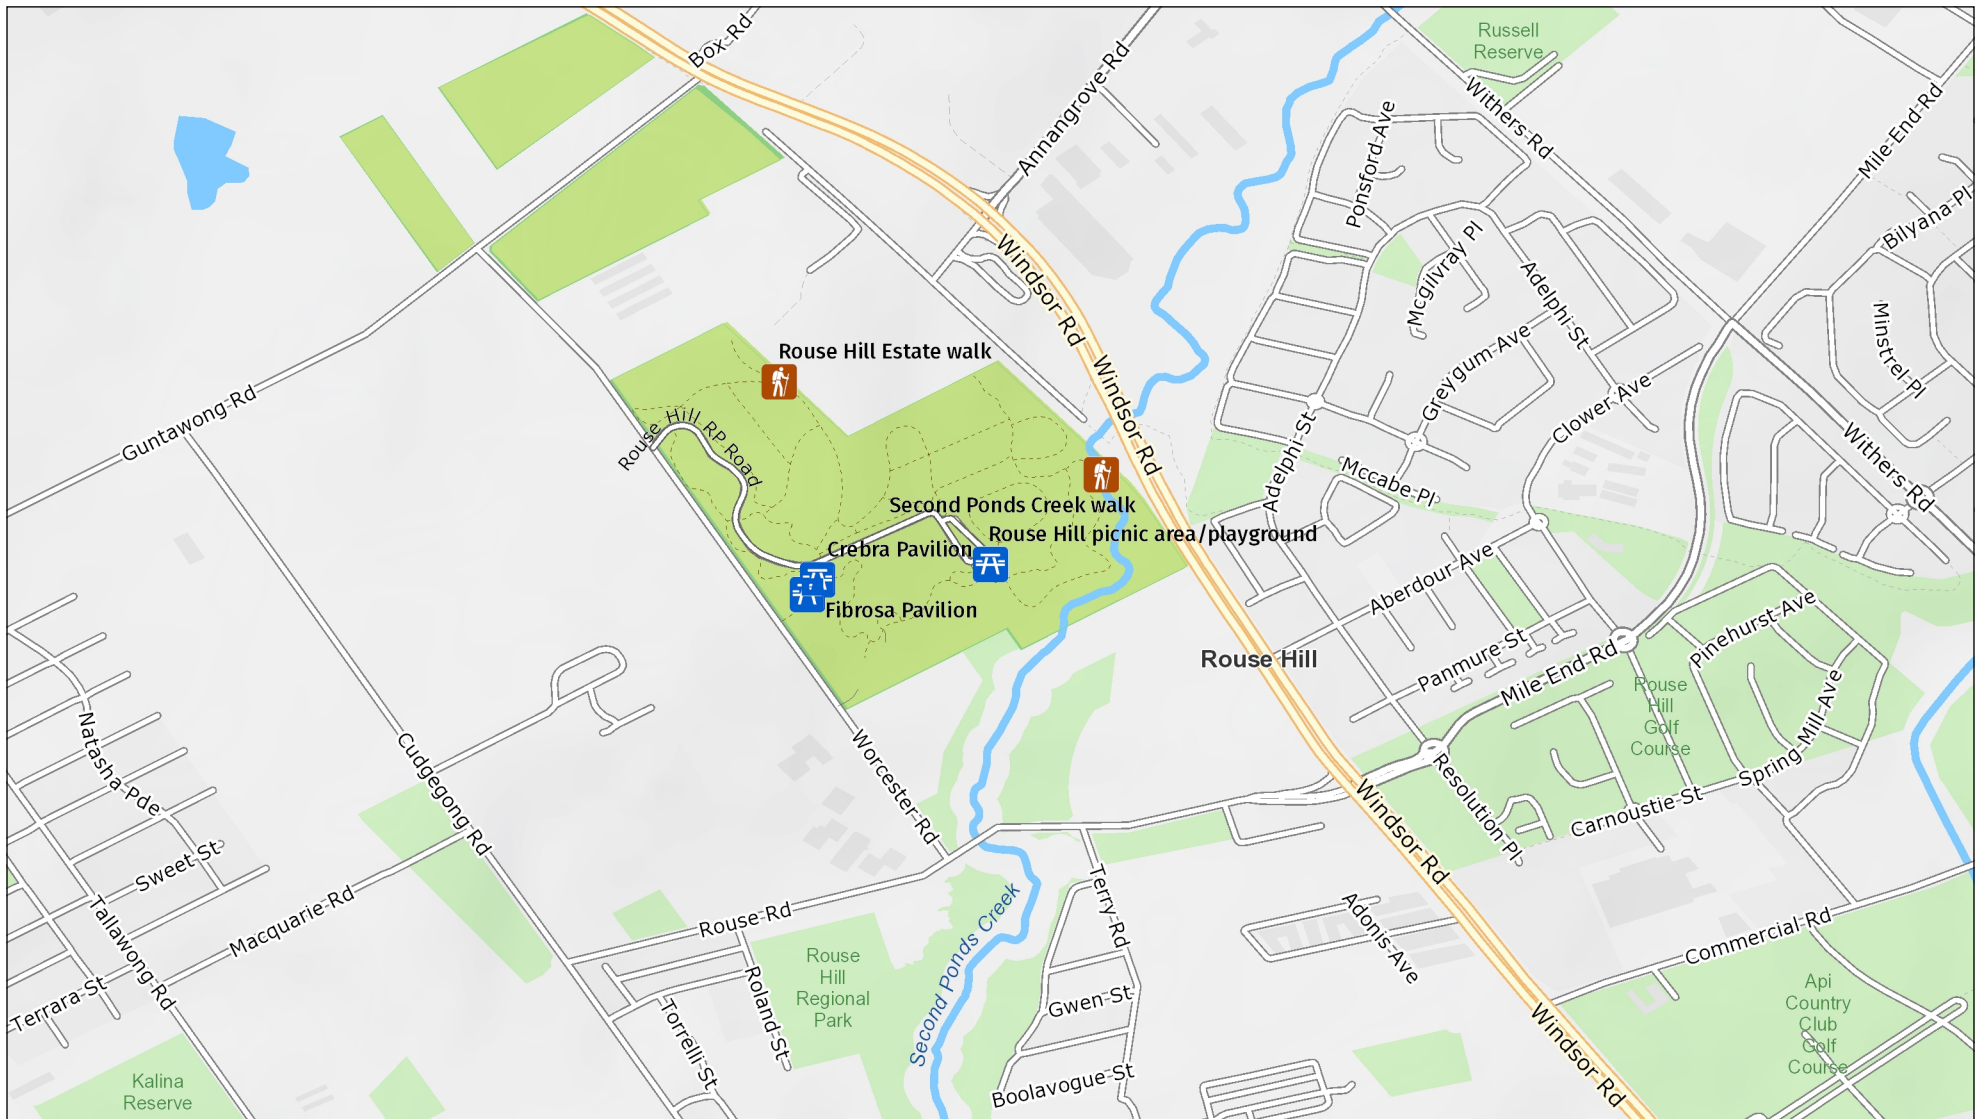 Box Rd
Annangrove Rd
Russell
Reserve
Withers Rd
Mile End Rd
Ponsford Ave
Bilyana Pl
Mcgilvray Pl
Windsor Rd
Adelphi St
Minstrel Pl
Rouse Hill Estate walk
Greygum Ave
Guntawong Rd
Rouse Hill RP Road
Windsor Rd
Clower Ave
Withers Rd
Adelphi St
Mccabe Pl
Second Ponds Creek walk
Rouse Hill picnic area/playground
Crebra Pavilion
Aberdour Ave
Fibrosa Pavilion
Pinehurst Ave
Rouse Hill
Panmure St
Mile End Rd
Rouse
Hill
Golf
Course
Spring Mill Ave
Natasha Pde
Cudgegong Rd
Worcester Rd
Resolution Pl
Windsor Rd
Carnoustie St
Sweet St
Tallawong Rd
Macquarie Rd
Rouse Rd
Terry Rd
Adonis Ave
Commercial Rd
Second Ponds Creek
Rouse
Hill
Regional
Park
Roland St
Torrelli St
Terrara St
Gwen St
Boolavogue St
Windsor Rd
Api
Country
Club
Golf
Course
Kalina
Reserve